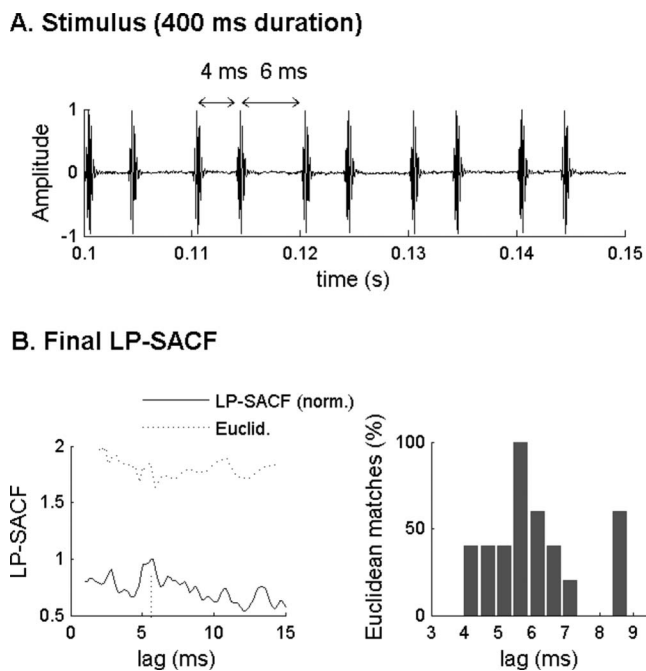 A. Stimulus (400 ms duration)
4 ms 6 ms
Amplitude
1
0
-1
0.1 0.11 0.12 0.13 0.14 0.15
time (s)
B. Final LP-SACF
LP-SACF (norm.)
Euclid.
LP-SACF
2
1.5
1
0.5
0 5 10 15
lag (ms)
Euclidean matches (%)
100
50
0
3 4 5 6 7 8 9
lag (ms)